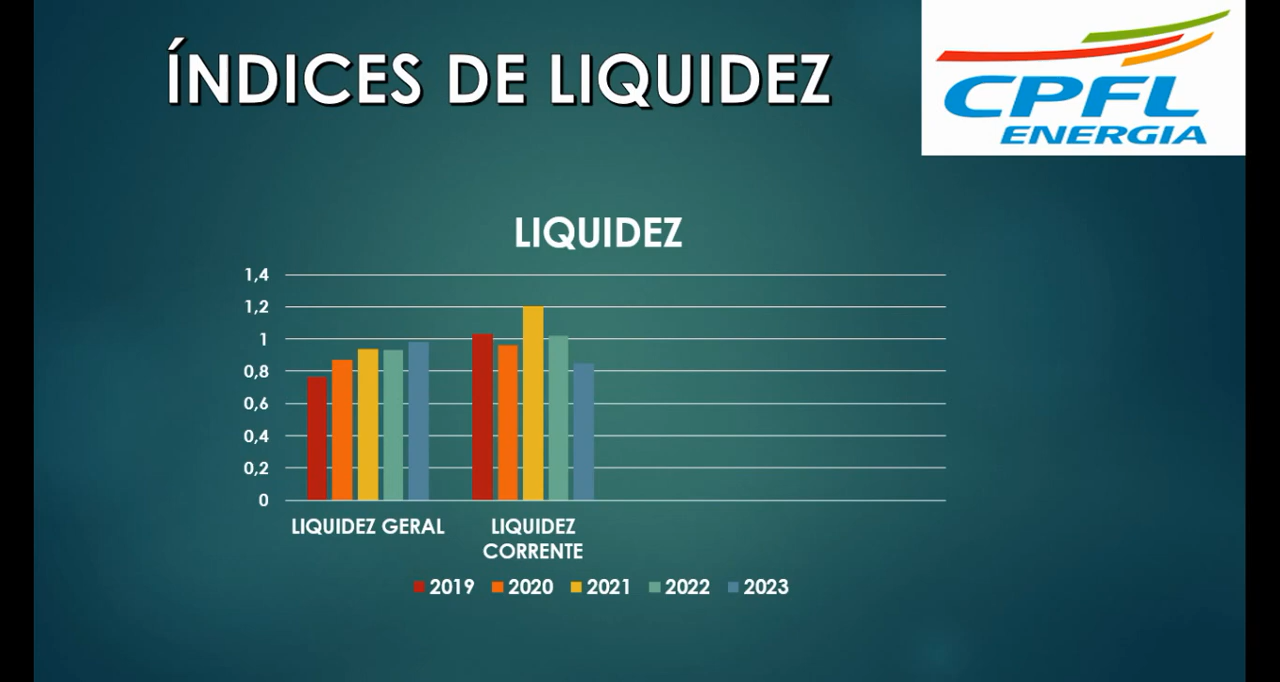 ÍNDICES DE LIQUIDEZ
CPFL
ENERGIA
LIQUIDEZ
1,4
1,2
1
0,8
0,6
0,4
0,2
0
LIQUIDEZ GERAL
LIQUIDEZ
CORRENTE
2019 2020 2021 2022 2023